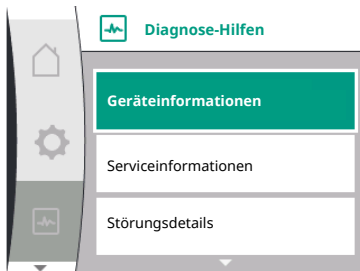 Diagnose-Hilfen
Geräteinformationen
Serviceinformationen
Störungsdetails